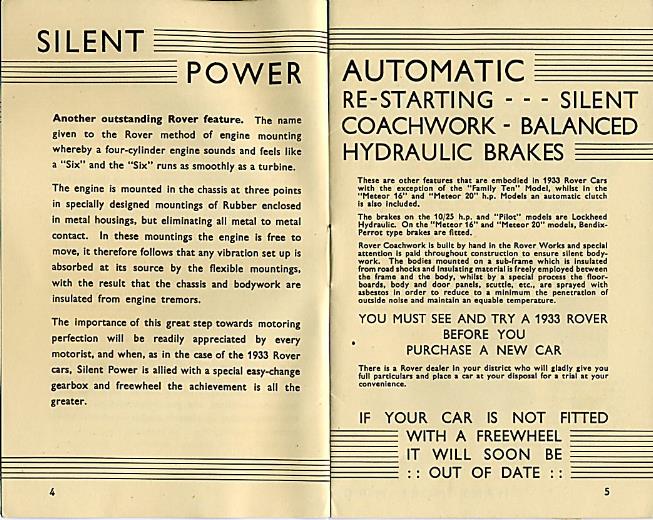 SILENT
POWER
Another outstanding Rover feature. The name
given to the Rover method of engine mounting
whereby a four-cylinder engine sounds and feels like
a "Six" and the "Six" runs as smoothly as a turbine.
The engine is mounted in the chassis at three points
in specially designed mountings of Rubber enclosed
in metal housings, but eliminating all metal to metal
contact. In these mountings the engine is free to
move, it therefore follows that any vibration set up is
absorbed at its source by the flexible mountings,
with the result that the chassis and bodywork are
insulated from engine tremors.
The importance of this great step towards motoring
perfection will be readily appreciated by every
motorist, and when, as in the case of the 1933 Rover
cars, Silent Power is allied with a special easy-change
gearbox and freewheel the achievement is all the
greater.
4
AUTOMATIC
RE-STARTING - - - SILENT
COACHWORK - BALANCED
HYDRAULIC BRAKES
These are other features that are embodied in 1933 Rover Cars
with the exception of the "Family Ten" Model, whilst in the
"Meteor 16" and "Meteor 20" h.p. Models an automatic clutch
is also included.
The brakes on the 10/25 h.p. and "Pilot" models are Lockheed
Hydraulic. On the "Meteor 16" and "Meteor 20" models, Bendix-
Perrot type brakes are fitted.
Rover Coachwork is built by hand in the Rover Works and special
attention is paid throughout construction to ensure silent body-
work. The bodies mounted on a sub-frame which is insulated
from road shocks and insulating material is freely employed between
the frame and the body, whilst by a special process the floor-
boards, body and door panels, scuttle, etc., are sprayed with
asbestos in order to reduce to a minimum the penetration of
outside noise and maintain an equable temperature.
YOU MUST SEE AND TRY A 1933 ROVER
BEFORE YOU
PURCHASE A NEW CAR
There is a Rover dealer in your district who will gladly give you
full particulars and place a car at your disposal for a trial at your
convenience.
IF YOUR CAR IS NOT FITTED
WITH A FREEWHEEL
IT WILL SOON BE
:: OUT OF DATE ::
5